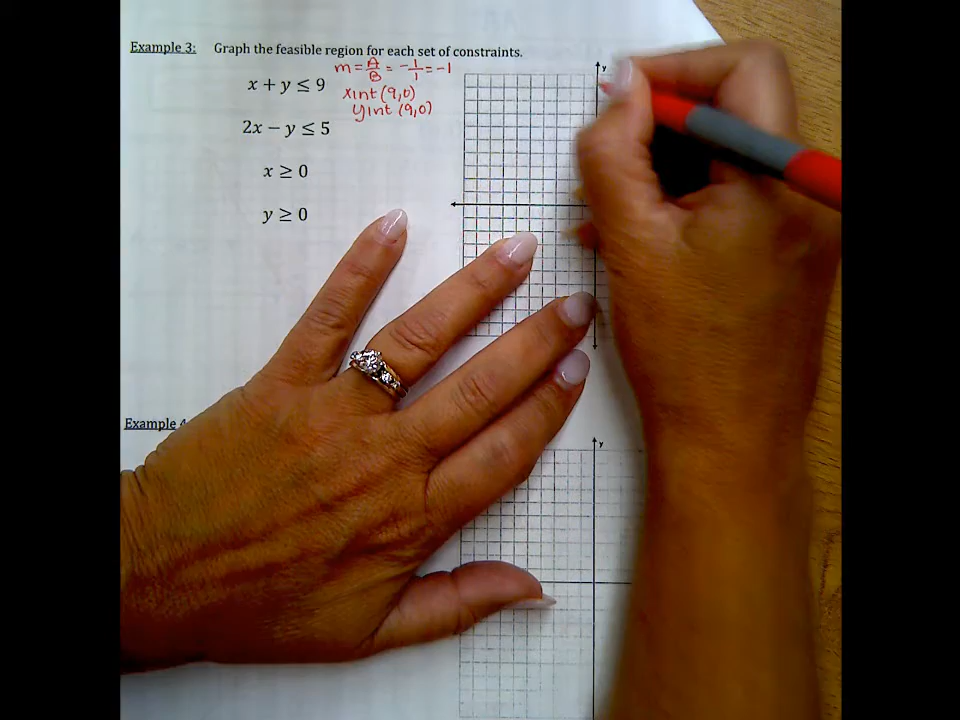 Example 3: Graph the feasible region for each set of constraints.
x + y ≤ 9
m = A/B = -1/1 = -1
xint (9,0)
yint (9,0)
2x − y ≤ 5
x ≥ 0
y ≥ 0
y
Example
y